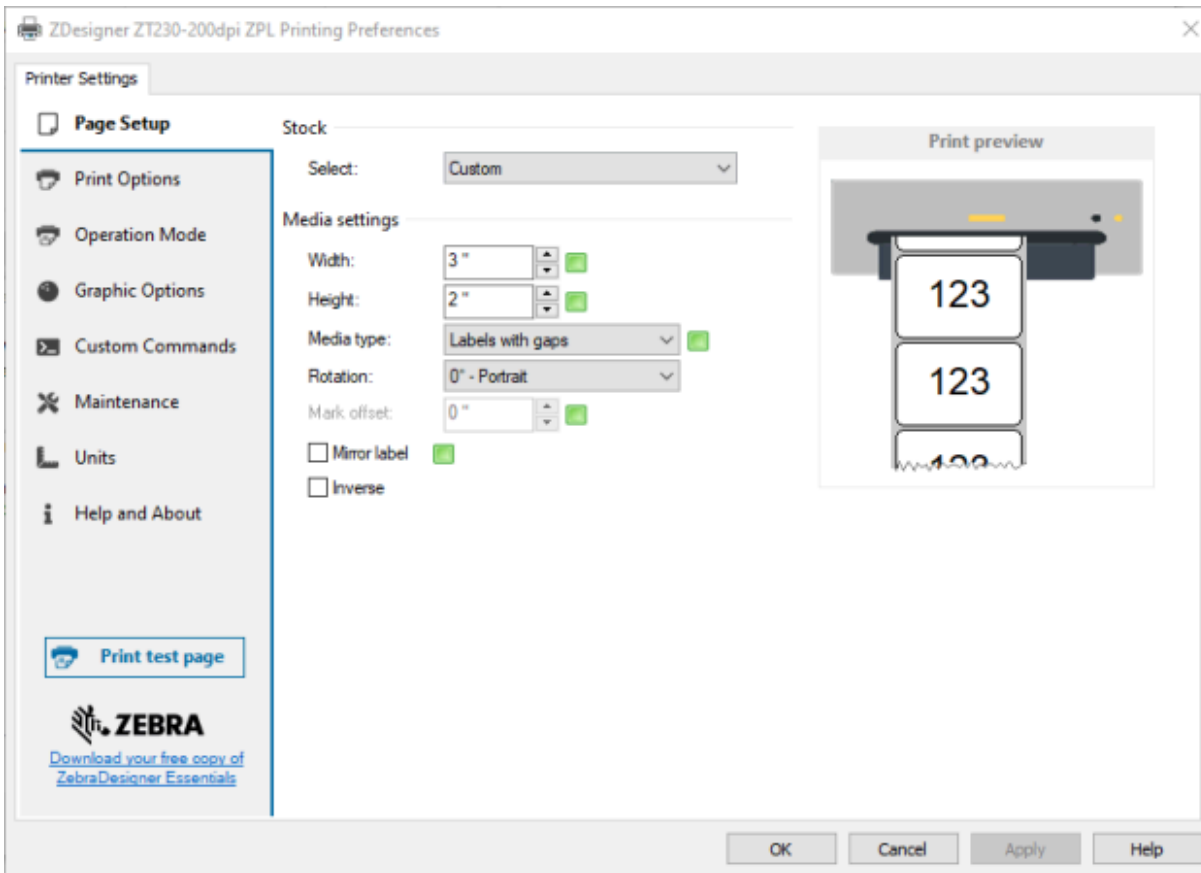 ZDesigner ZT230-200dpi ZPL Printing Preferences
Printer Settings
Page Setup
Print Options
Operation Mode
Graphic Options
Custom Commands
Maintenance
Units
Help and About
Print test page
ZEBRA
Download your free copy of
ZebraDesigner Essentials
Stock
Select: Custom
Media settings
Width: 3 "
Height: 2 "
Media type: Labels with gaps
Rotation: 0° - Portrait
Mark offset: 0 "
Mirror label
Inverse
Print preview
123
123
123
OK Cancel Apply Help